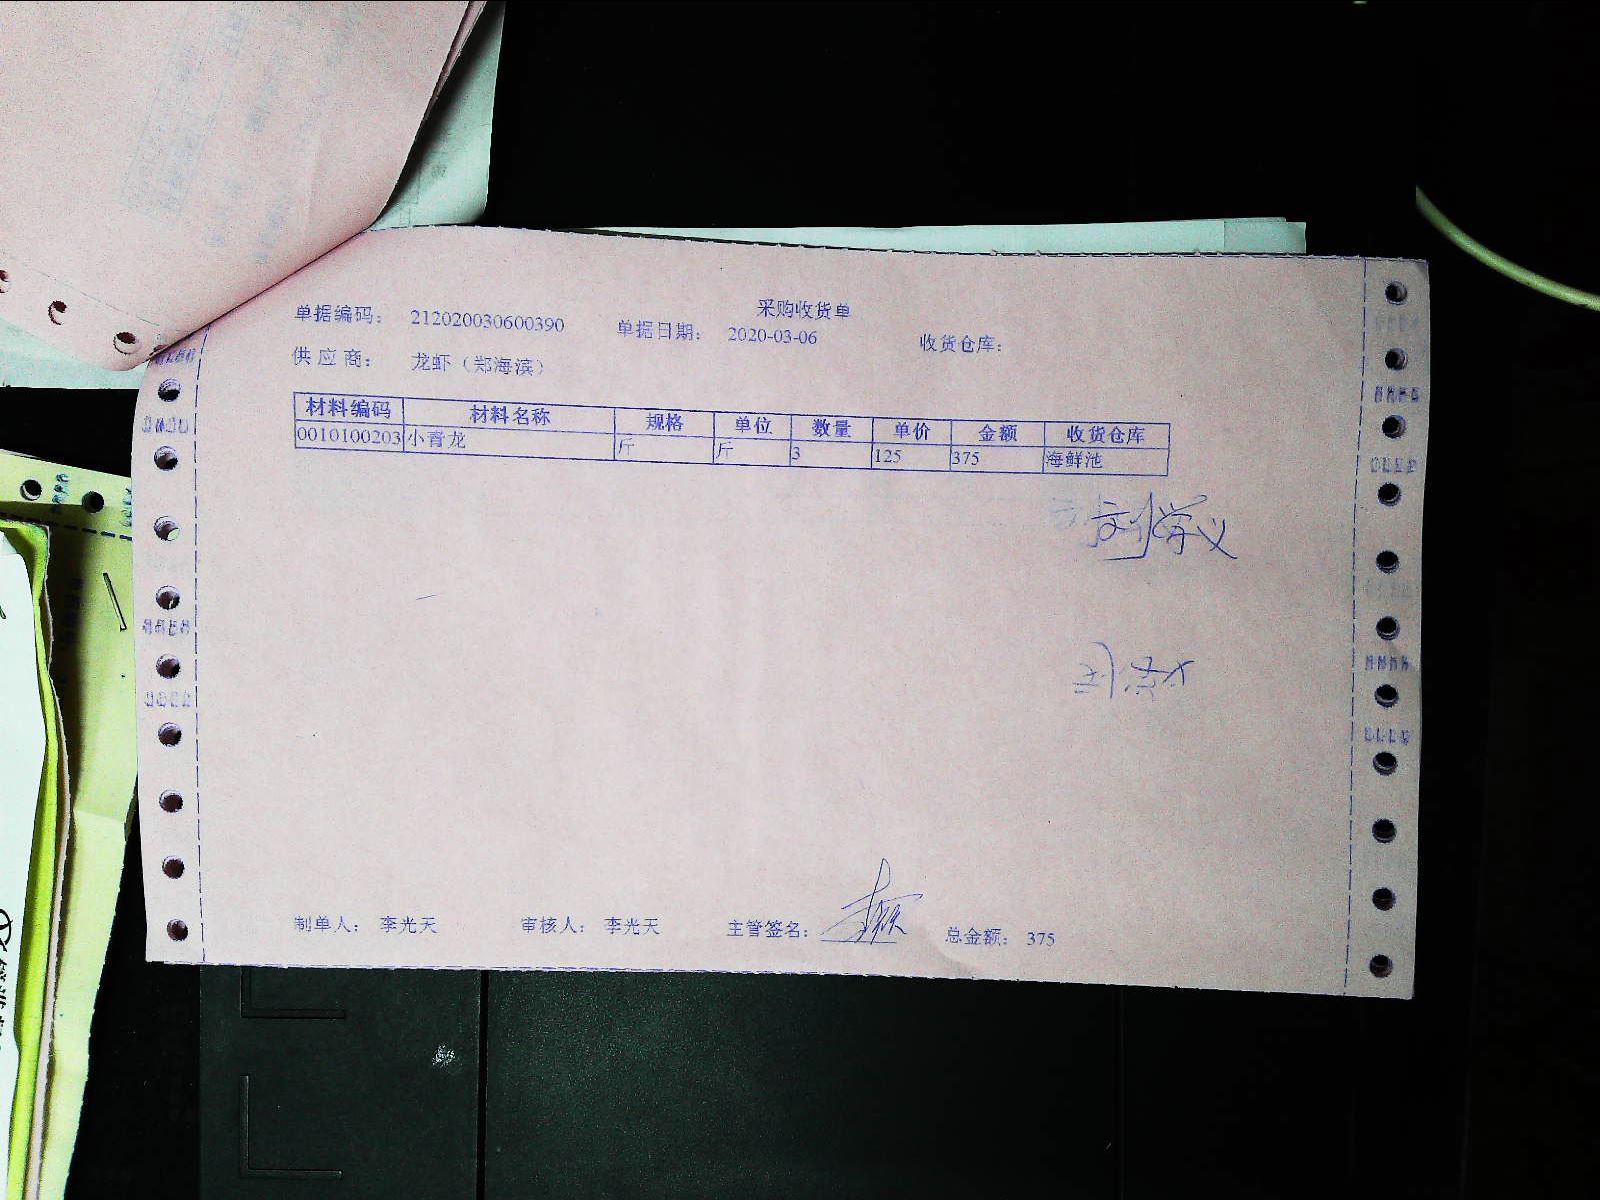 采购收货单
单据编码： 212020030600390 单据日期： 2020-03-06 收货仓库：
供 应 商： 龙虾（郑海滨）
材料编码 材料名称 规格 单位 数量 单价 金额 收货仓库
0010100203 小青龙 斤 斤 3 125 375 海鲜池
刘学义
制单人： 李光天 审核人： 李光天 主管签名： 总金额： 375